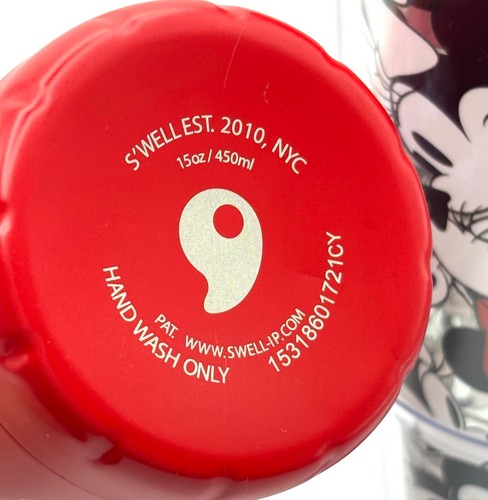 S'WELL EST. 2010, NYC
15oz / 450ml
PAT. WWW.SWELL-IP.COM
HAND WASH ONLY
15318601721CY